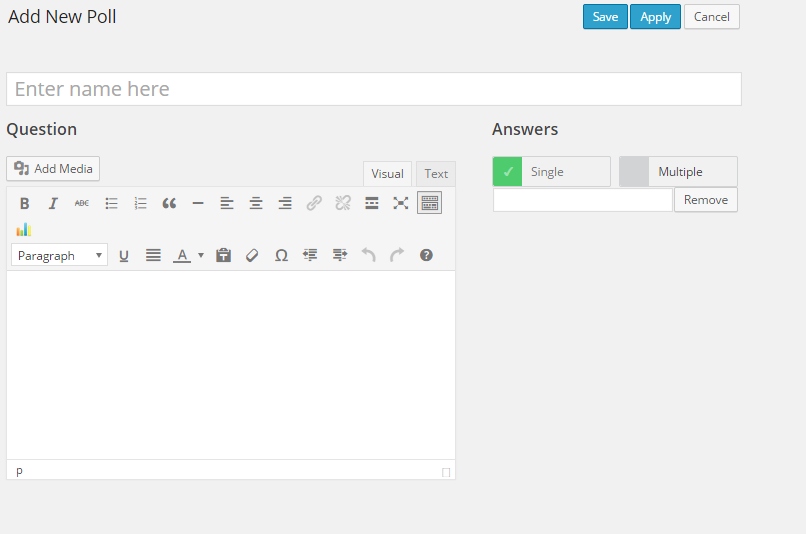 Add New Poll
Save Apply Cancel
Enter name here
Question
Answers
Add Media
Visual Text
Single
Multiple
B I ABC
Remove
Paragraph U A Ω ?
p